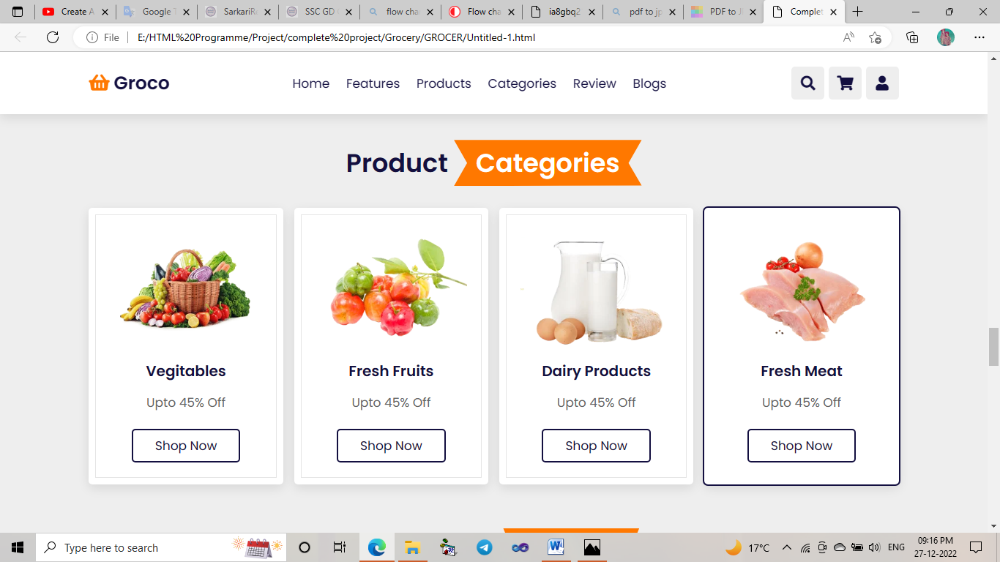 Create A
Google T
SarkariRe
SSC GD
flow cha
Flow cha
ia8gbq2
pdf to jp
PDF to JI
Complet
File
E:/HTML%20Programme/Project/complete%20project/Grocery/GROCER/Untitled-1.html
Groco
Home Features Products Categories Review Blogs
Product Categories
Vegitables
Upto 45% Off
Shop Now
Fresh Fruits
Upto 45% Off
Shop Now
Dairy Products
Upto 45% Off
Shop Now
Fresh Meat
Upto 45% Off
Shop Now
Type here to search
17°C
ENG
09:16 PM
27-12-2022